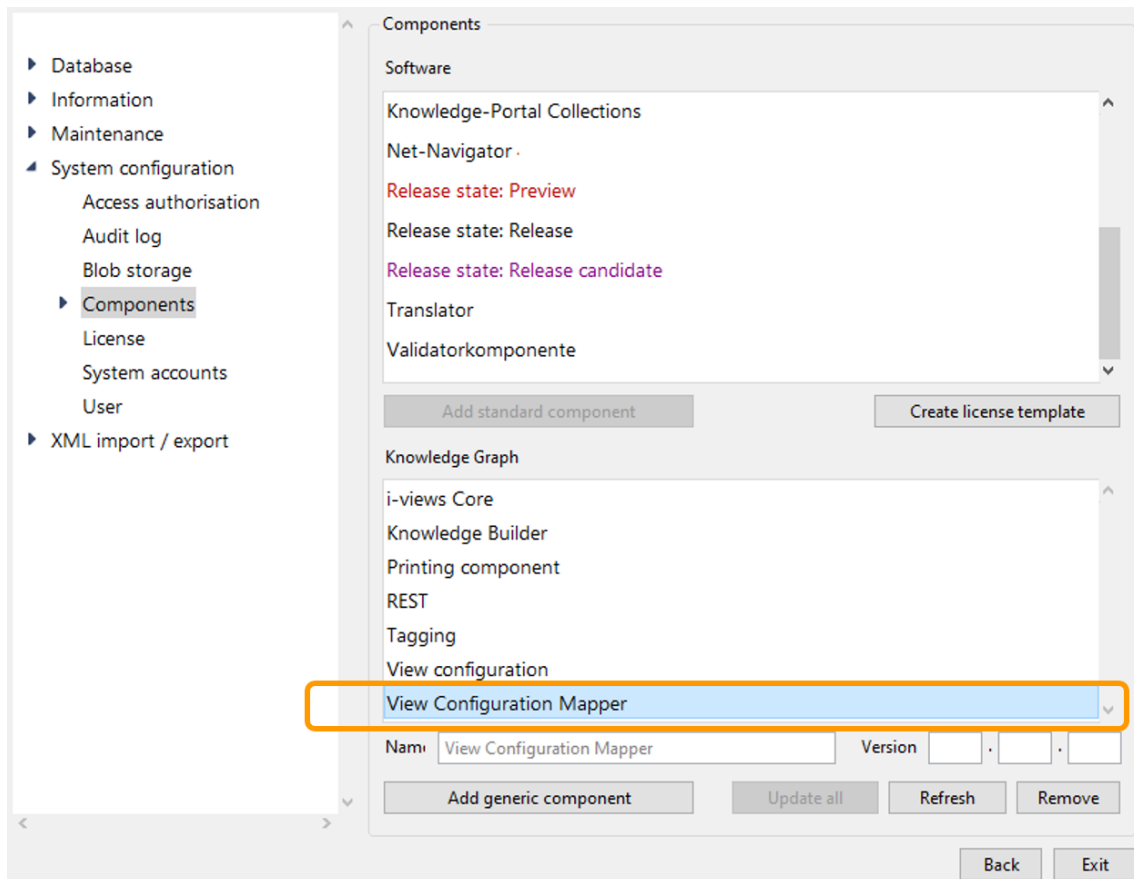 Database
Information
Maintenance
System configuration
Access authorisation
Audit log
Blob storage
Components
License
System accounts
User
XML import / export
Components
Software
Knowledge-Portal Collections
Net-Navigator
Release state: Preview
Release state: Release
Release state: Release candidate
Translator
Validatorkomponente
Add standard component
Create license template
Knowledge Graph
i-views Core
Knowledge Builder
Printing component
REST
Tagging
View configuration
View Configuration Mapper
Name View Configuration Mapper Version . .
Add generic component Update all Refresh Remove
Back Exit